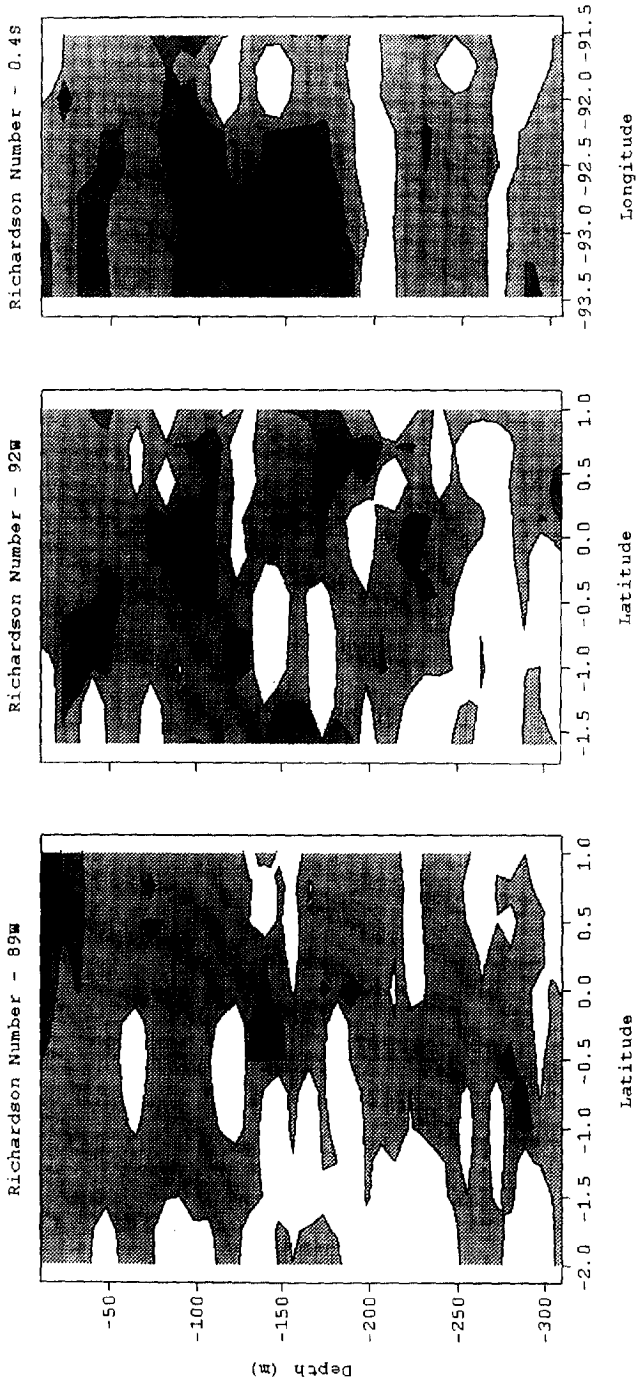 Richardson Number - 89W
Richardson Number - 92W
Richardson Number - 0.4S
Depth (m)
-50
-100
-150
-200
-250
-300
-2.0 -1.5 -1.0 -0.5 0.0 0.5 1.0
Latitude
-1.5 -1.0 -0.5 0.0 0.5 1.0
Latitude
-93.5 -93.0 -92.5 -92.0 -91.5
Longitude